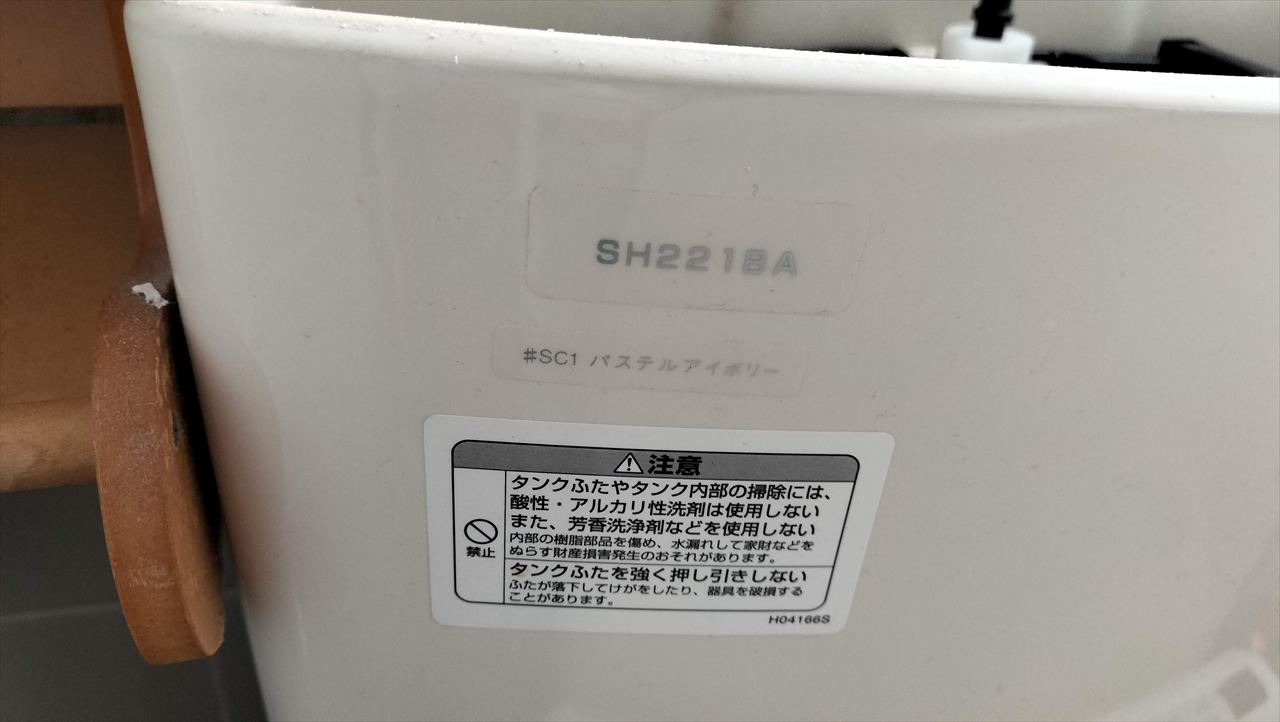 SH221BA
#SC1 パステルアイボリー
⚠注意
タンクふたやタンク内部の掃除には、
酸性・アルカリ性洗剤は使用しない
また、芳香洗浄剤などを使用しない
内部の樹脂部品を傷め、水漏れして家財などを
ぬらす財産損害発生のおそれがあります。
禁止
タンクふたを強く押し引きしない
ふたが落下してけがをしたり、器具を破損する
ことがあります。
H04166S